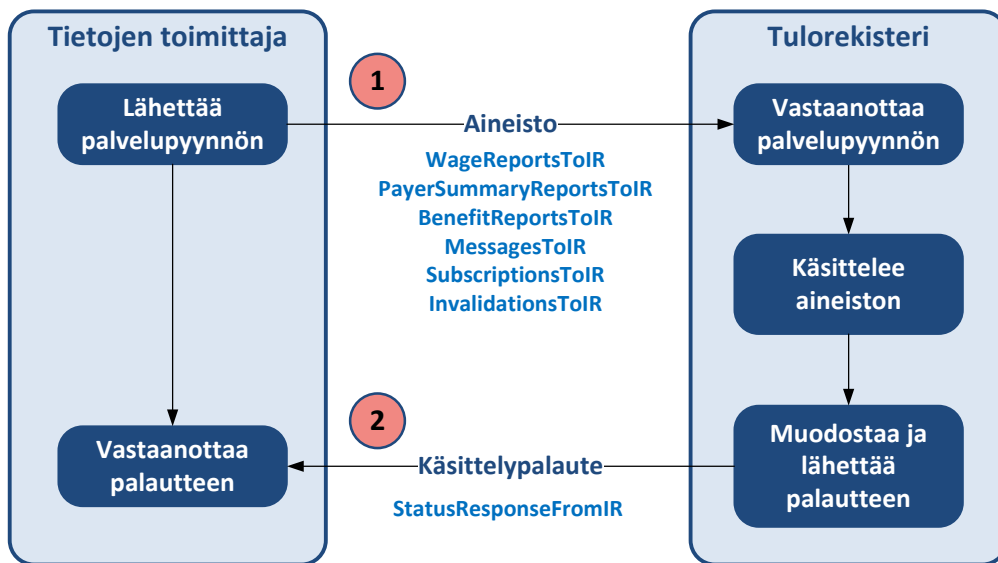 Tietojen toimittaja
Lähettää
palvelupyynnön
Vastaanottaa
palautteen
1
Aineisto
WageReportsToIR
PayerSummaryReportsToIR
BenefitReportsToIR
MessagesToIR
SubscriptionsToIR
InvalidationsToIR
2
Käsittelypalaute
StatusResponseFromIR
Tulorekisteri
Vastaanottaa
palvelupyynnön
Käsittelee
aineiston
Muodostaa ja
lähettää
palautteen